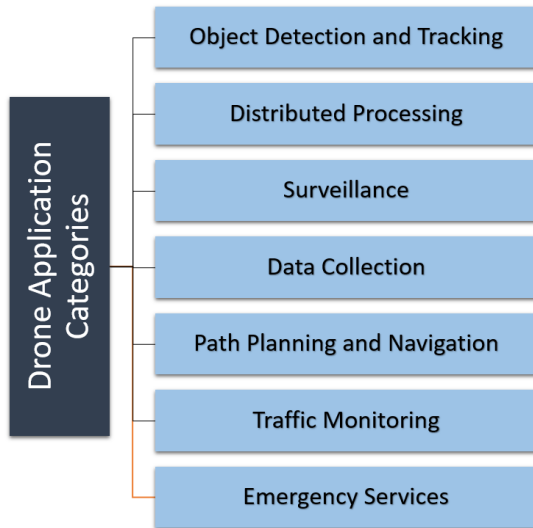 Drone Application
Categories
Object Detection and Tracking
Distributed Processing
Surveillance
Data Collection
Path Planning and Navigation
Traffic Monitoring
Emergency Services